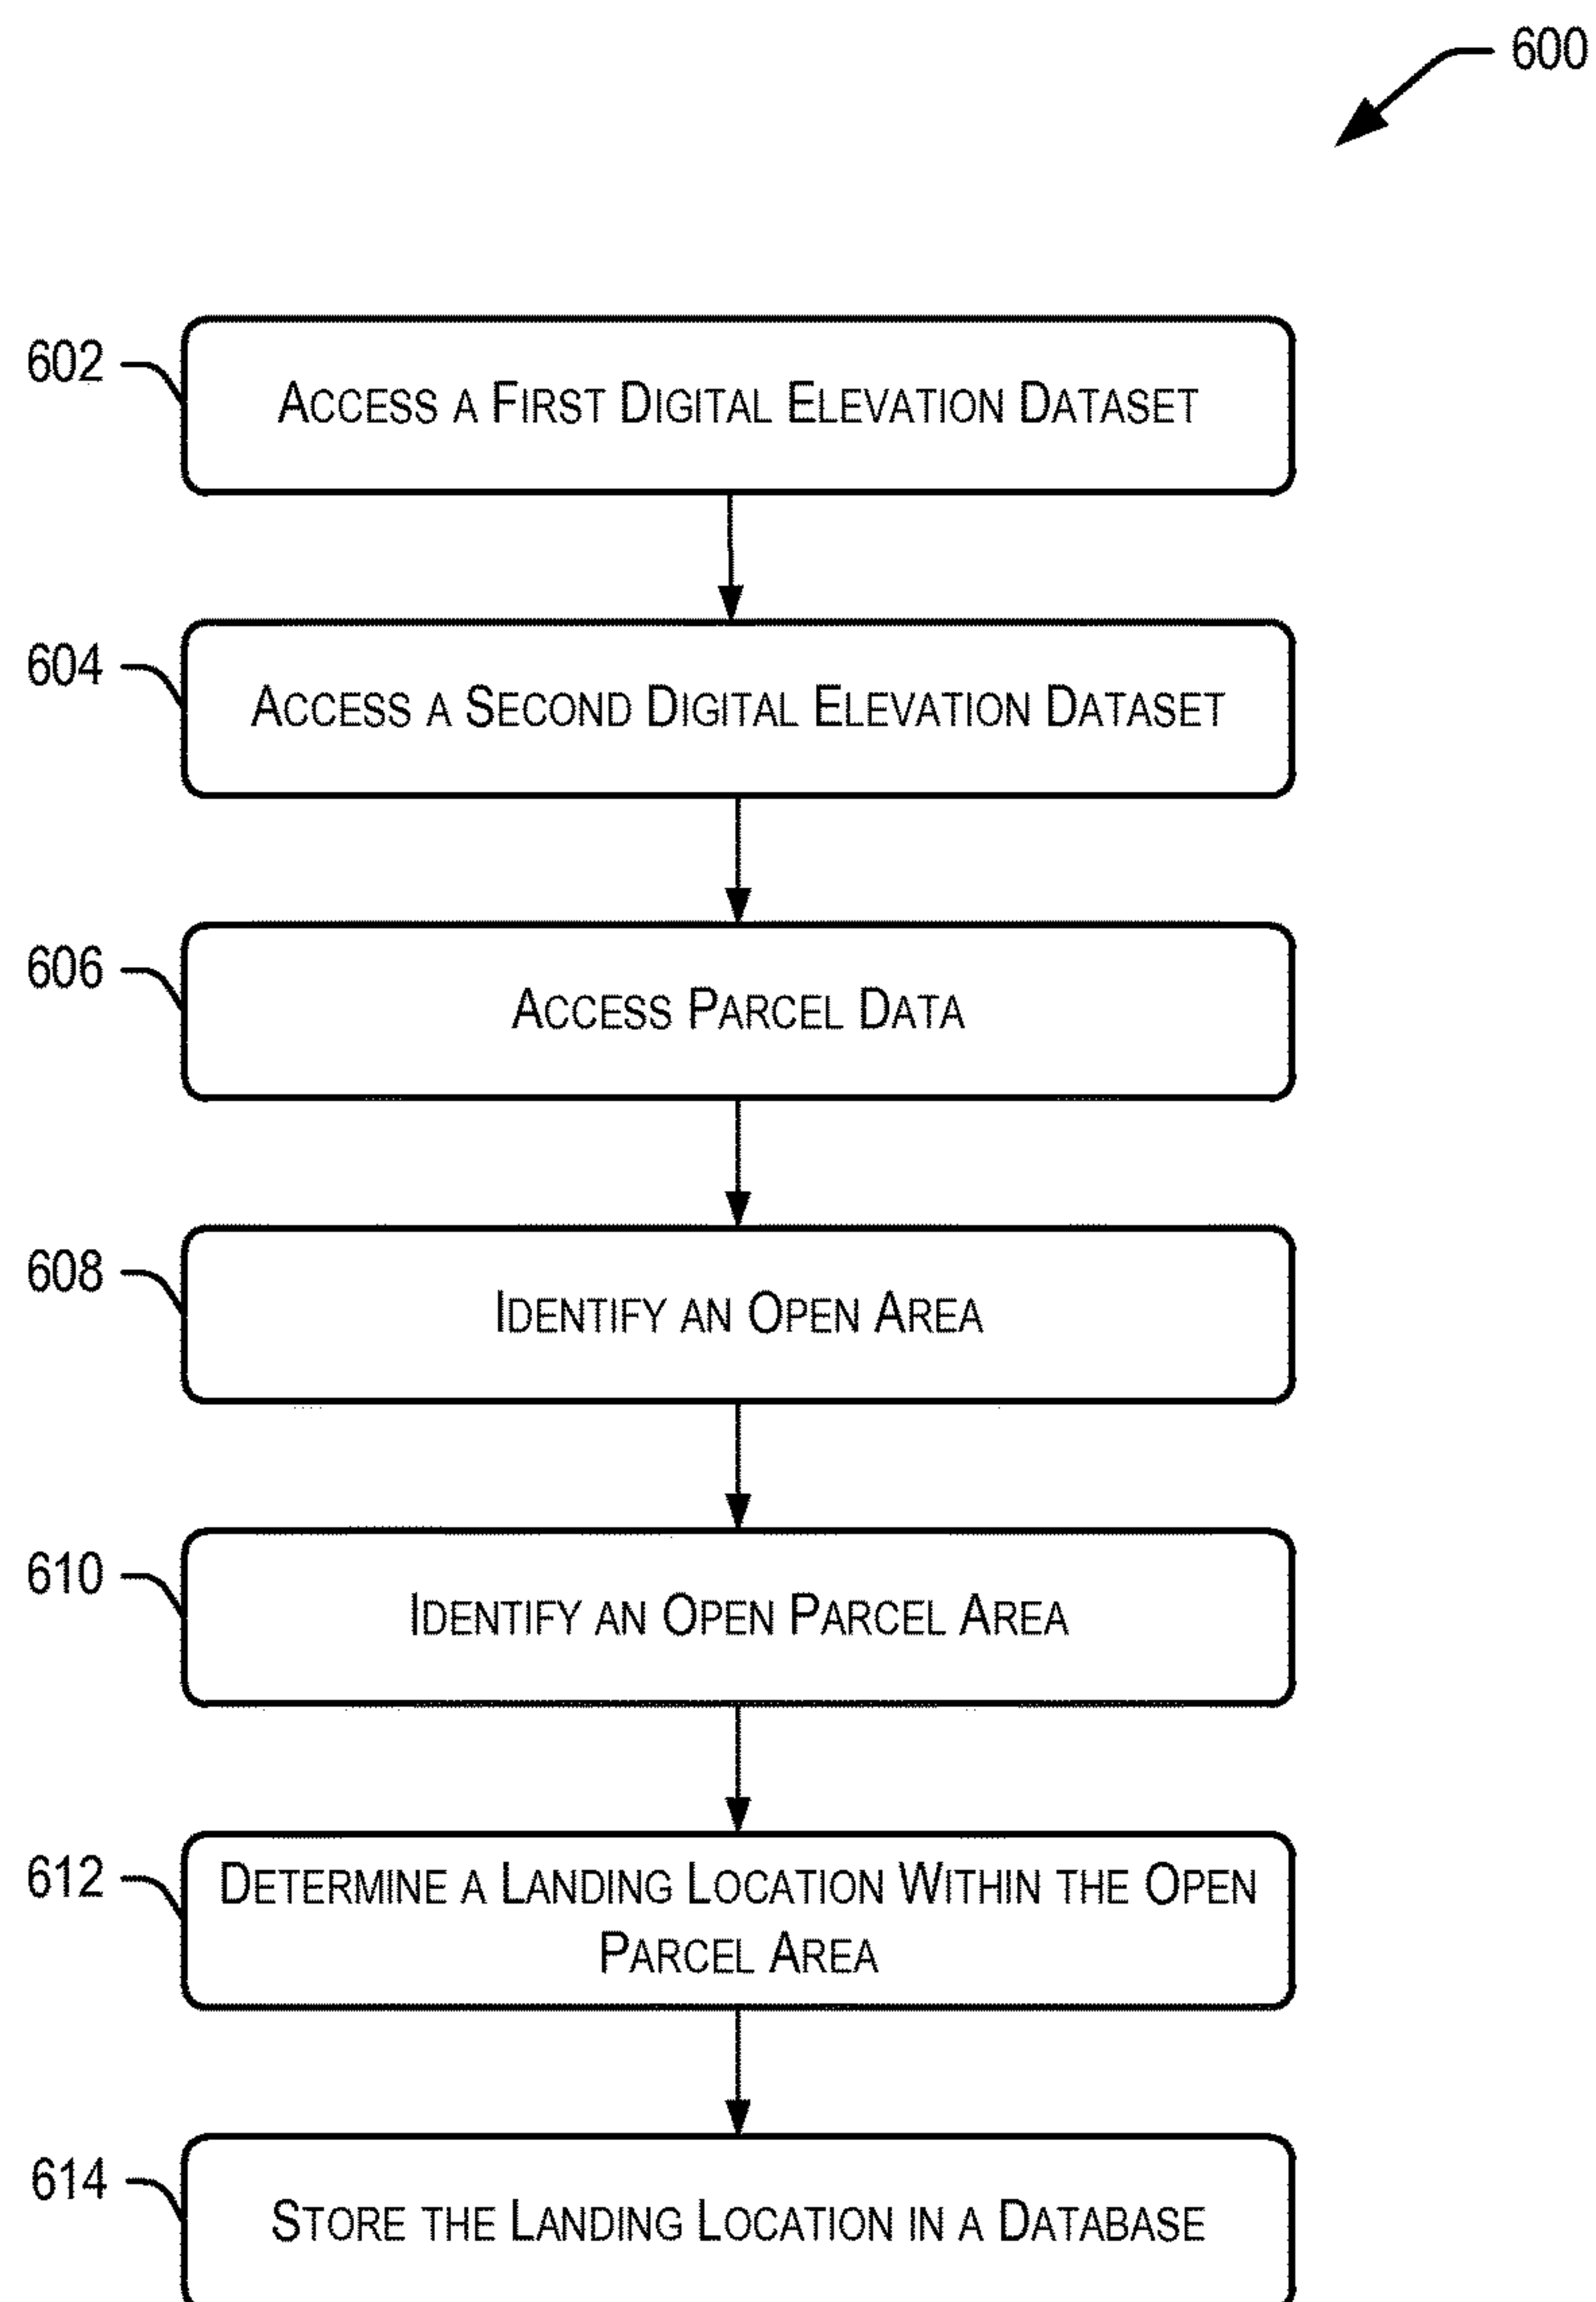 600
602
ACCESS A FIRST DIGITAL ELEVATION DATASET
604
ACCESS A SECOND DIGITAL ELEVATION DATASET
606
ACCESS PARCEL DATA
608
IDENTIFY AN OPEN AREA
610
IDENTIFY AN OPEN PARCEL AREA
612
DETERMINE A LANDING LOCATION WITHIN THE OPEN
PARCEL AREA
614
STORE THE LANDING LOCATION IN A DATABASE